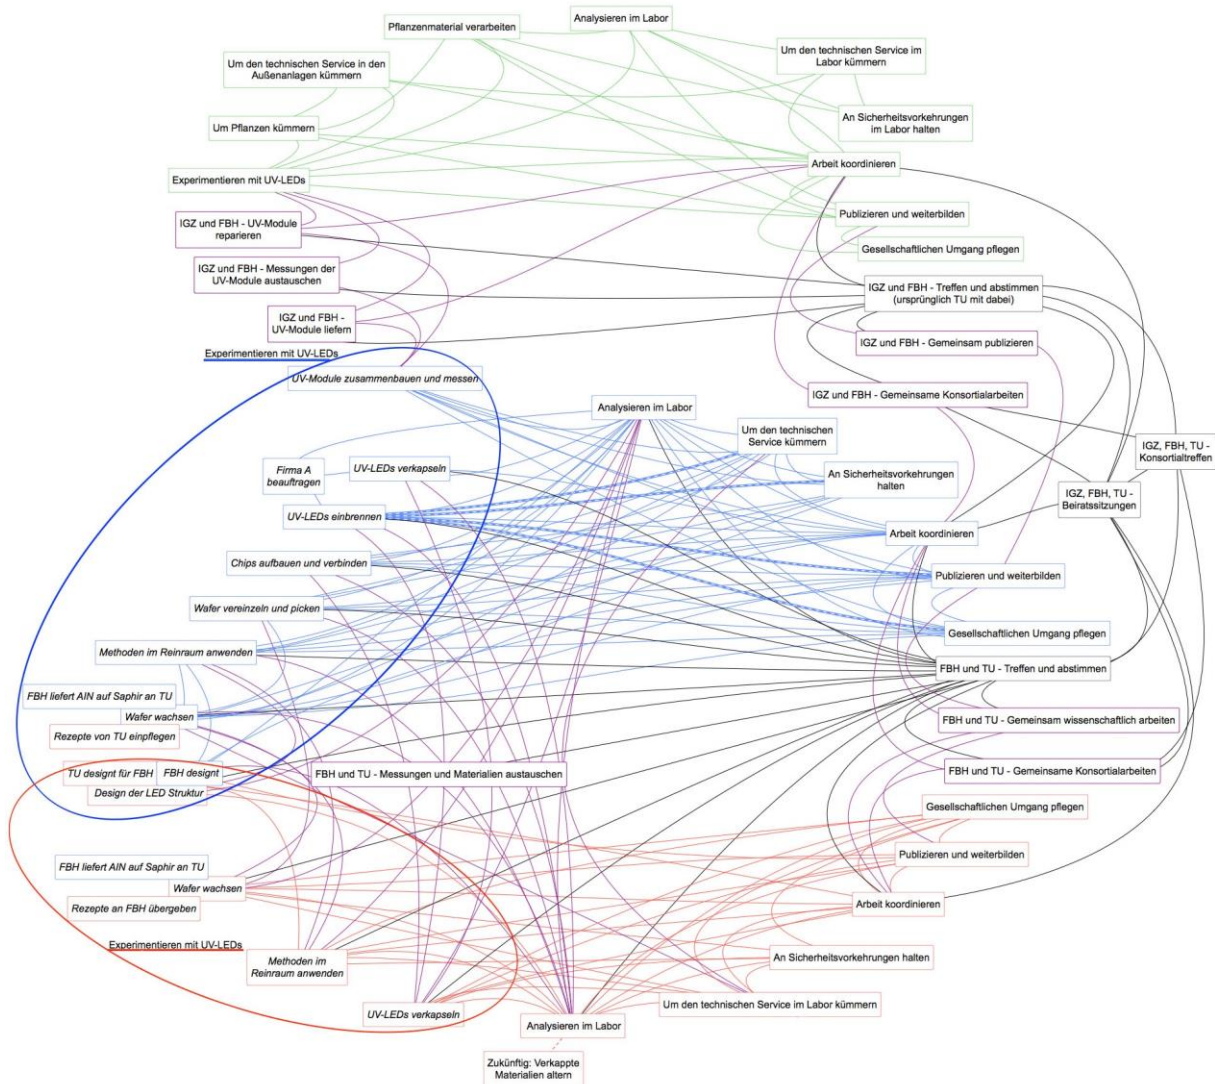 Pflanzenmaterial verarbeiten
Analysieren im Labor
Um den technischen Service in den
Außenanlagen kümmern
Um den technischen Service im
Labor kümmern
Um Pflanzen kümmern
An Sicherheitsvorkehrungen
im Labor halten
Arbeit koordinieren
Experimentieren mit UV-LEDs
IGZ und FBH - UV-Module
reparieren
Publizieren und weiterbilden
Gesellschaftlichen Umgang pflegen
IGZ und FBH - Messungen der
UV-Module austauschen
IGZ und FBH - Treffen und abstimmen
(ursprünglich TU mit dabei)
IGZ und FBH -
UV-Module liefern
IGZ und FBH - Gemeinsam publizieren
Experimentieren mit UV-LEDs
UV-Module zusammenbauen und messen
IGZ und FBH - Gemeinsame Konsortialarbeiten
Analysieren im Labor
Um den technischen
Service kümmern
IGZ, FBH, TU -
Konsortialtreffen
Firma A
beauftragen
UV-LEDs verkapseln
An Sicherheitsvorkehrungen
halten
IGZ, FBH, TU -
Beiratssitzungen
UV-LEDs einbrennen
Arbeit koordinieren
Chips aufbauen und verbinden
Publizieren und weiterbilden
Wafer vereinzeln und picken
Gesellschaftlichen Umgang pflegen
Methoden im Reinraum anwenden
FBH und TU - Treffen und abstimmen
FBH liefert AlN auf Saphir an TU
Wafer wachsen
FBH und TU - Gemeinsam wissenschaftlich arbeiten
Rezepte von TU einpflegen
TU designt für FBH
FBH designt
FBH und TU - Messungen und Materialien austauschen
FBH und TU - Gemeinsame Konsortialarbeiten
Design der LED Struktur
Gesellschaftlichen Umgang pflegen
Publizieren und weiterbilden
FBH liefert AlN auf Saphir an TU
Wafer wachsen
Rezepte an FBH übergeben
Arbeit koordinieren
Experimentieren mit UV-LEDs
Methoden im
Reinraum anwenden
An Sicherheitsvorkehrungen halten
UV-LEDs verkapseln
Um den technischen Service im Labor kümmern
Analysieren im Labor
Zukünftig: Verkappte
Materialien altern